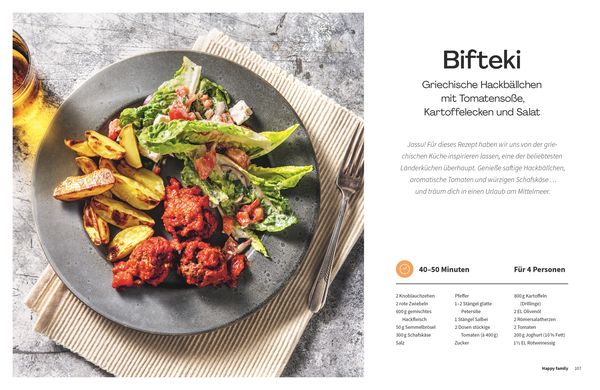 Bifteki
Griechische Hackbällchen
mit Tomatensoße,
Kartoffelecken und Salat
Jassu! Für dieses Rezept haben wir uns von der grie-
chischen Küche inspirieren lassen, eine der beliebtesten
Länderküchen überhaupt. Genieße saftige Hackbällchen,
aromatische Tomaten und würzigen Schafskäse ...
und träum dich in einen Urlaub am Mittelmeer.
40–50 Minuten
Für 4 Personen
2 Knoblauchzehen
2 rote Zwiebeln
600 g gemischtes
Hackfleisch
50 g Semmelbrösel
300 g Schafskäse
Salz
Pfeffer
1–2 Stängel glatte
Petersilie
1 Stängel Salbei
2 Dosen stückige
Tomaten (à 400 g)
Zucker
800 g Kartoffeln
(Drillinge)
2 EL Olivenöl
2 Römersalatherzen
2 Tomaten
200 g Joghurt (10 % Fett)
1½ EL Rotweinessig
Happy family 107